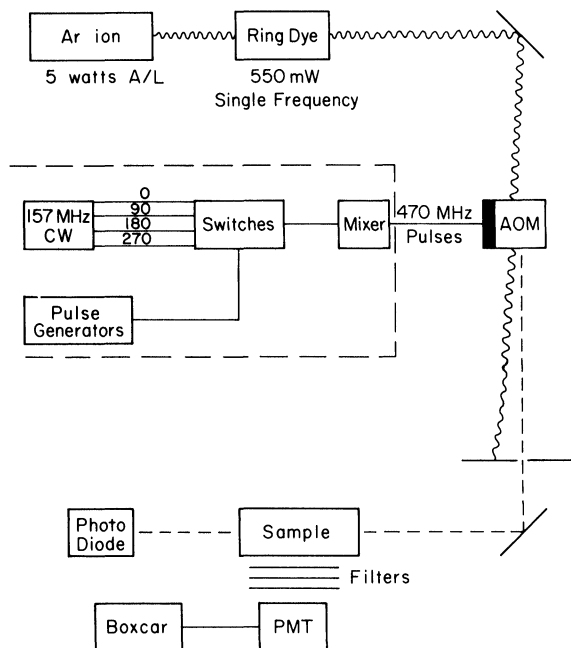 Ar ion
5 watts A/L
Ring Dye
550 mW
Single Frequency
157 MHz
CW
0
90
180
270
Switches
Mixer
470 MHz
Pulses
AOM
Pulse
Generators
Photo
Diode
Sample
Filters
Boxcar
PMT